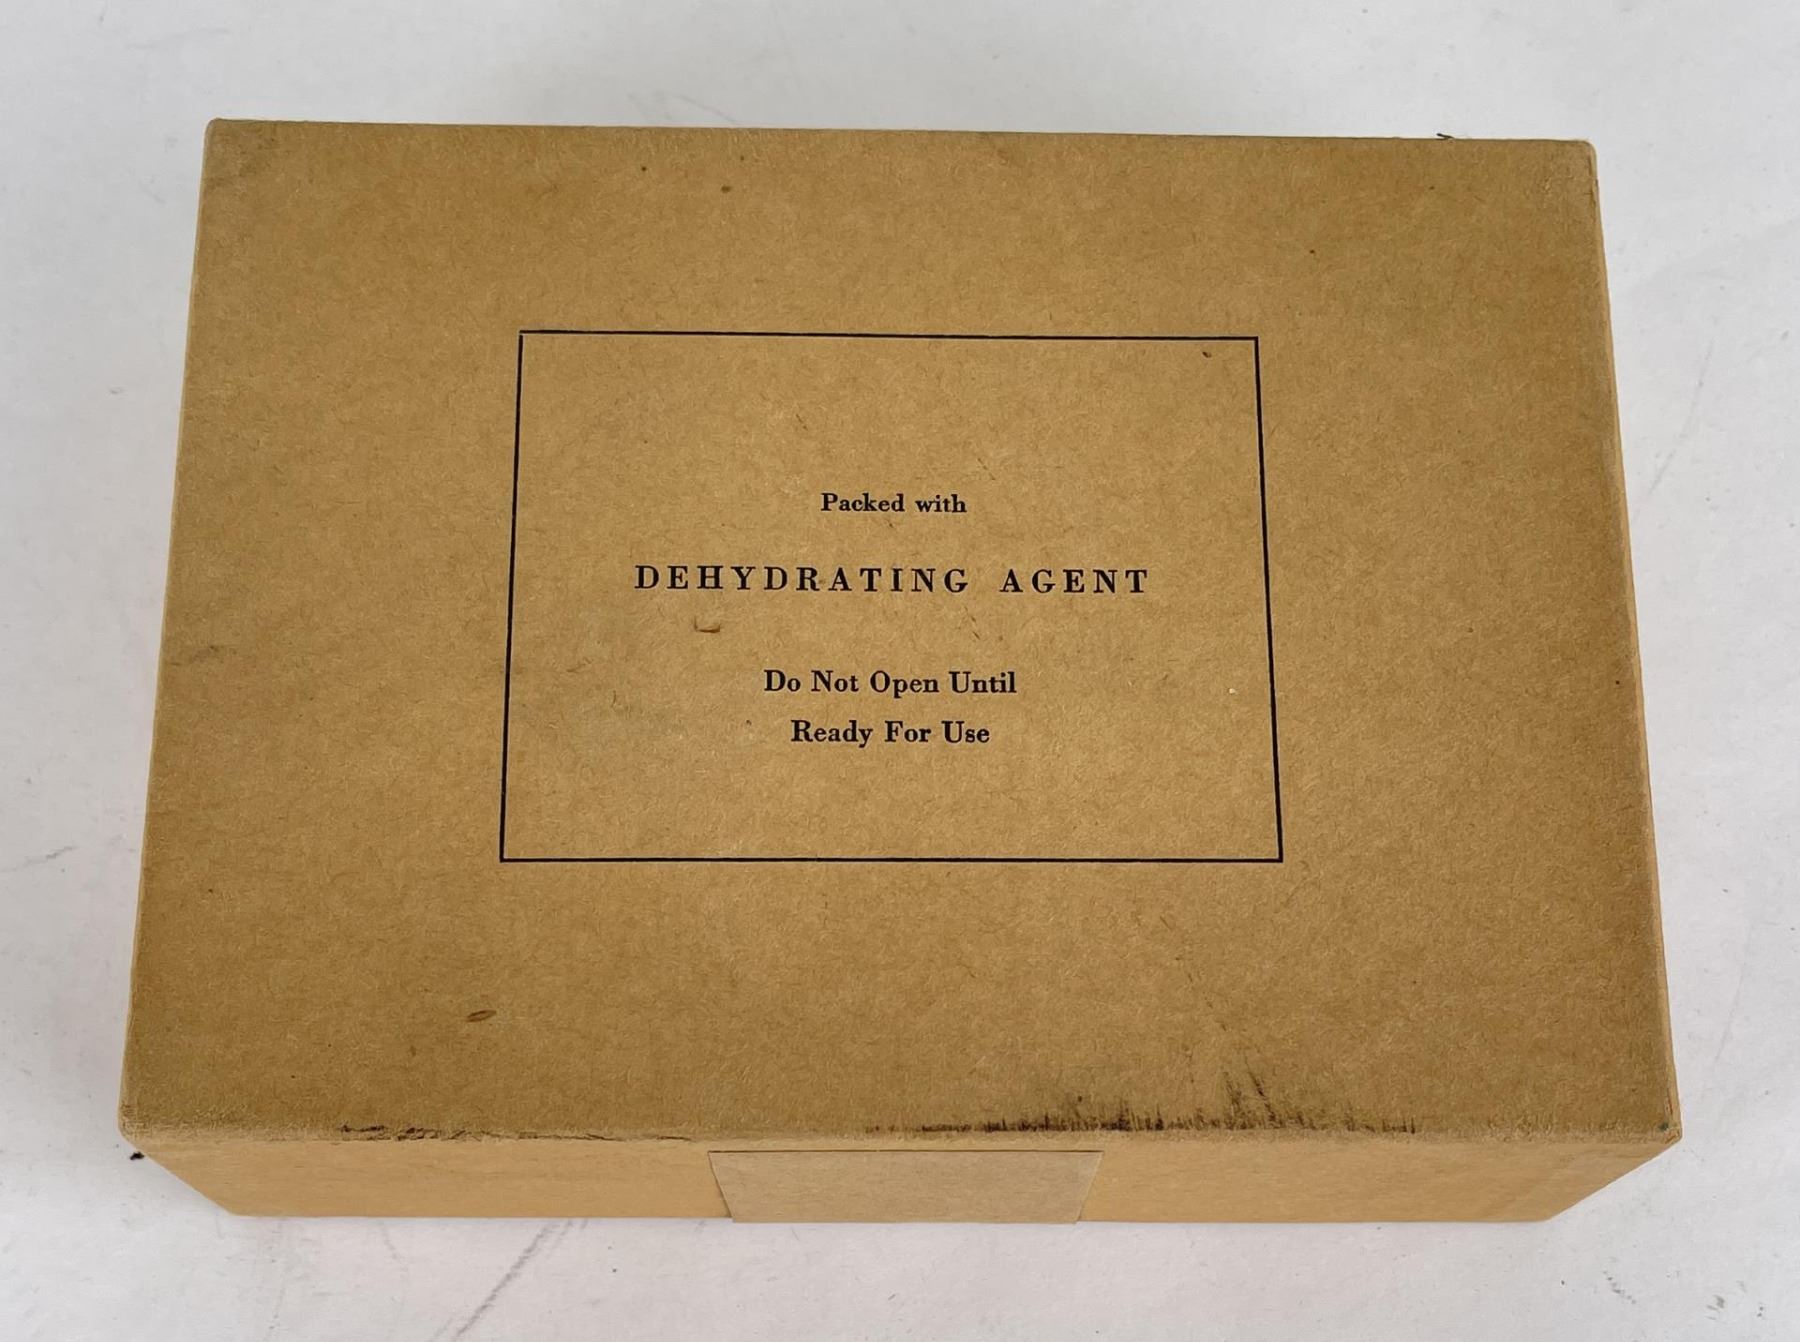 Packed with
DEHYDRATING AGENT
Do Not Open Until
Ready For Use